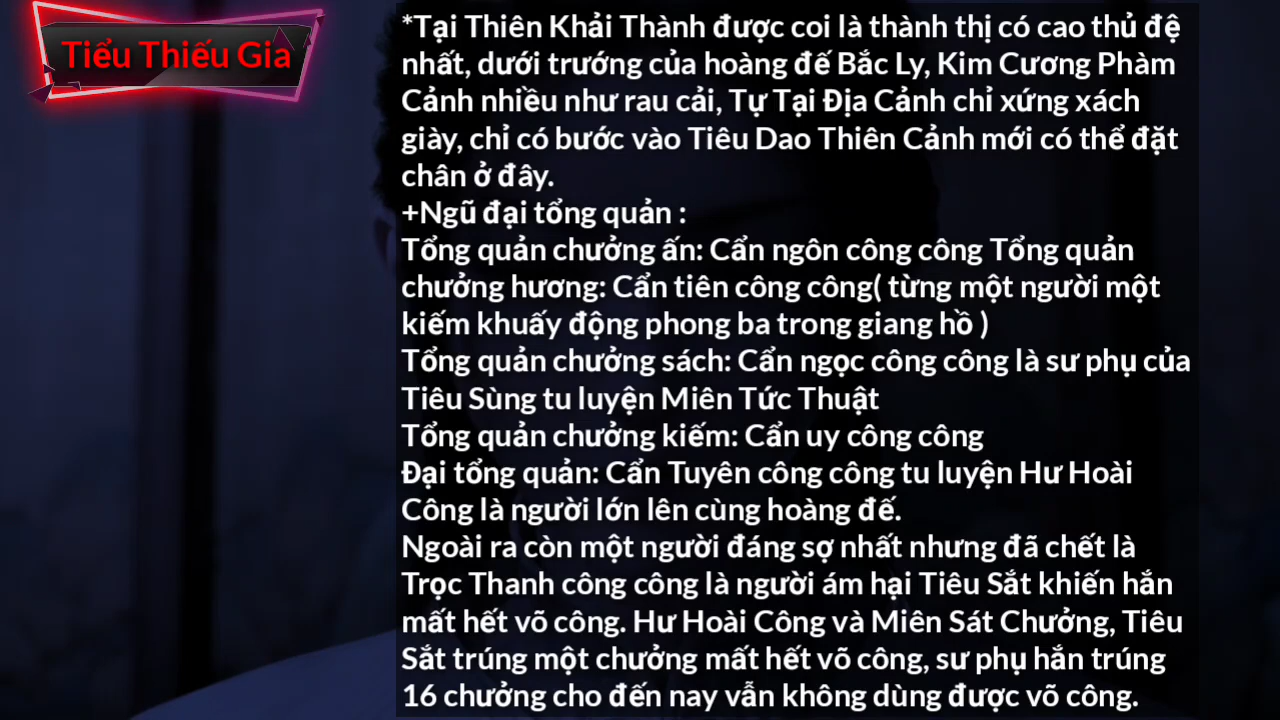 Tiểu Thiếu Gia
*Tại Thiên Khải Thành được coi là thành thị có cao thủ đệ
nhất, dưới trướng của hoàng đế Bắc Ly, Kim Cương Phàm
Cảnh nhiều như rau cải, Tự Tại Địa Cảnh chỉ xứng xách
giày, chỉ có bước vào Tiêu Dao Thiên Cảnh mới có thể đặt
chân ở đây.
+Ngũ đại tổng quản :
Tổng quản chưởng ấn: Cẩn ngôn công công Tổng quản
chưởng hương: Cẩn tiên công công( từng một người một
kiếm khuấy động phong ba trong giang hồ )
Tổng quản chưởng sách: Cẩn ngọc công công là sư phụ của
Tiêu Sùng tu luyện Miên Tức Thuật
Tổng quản chưởng kiếm: Cẩn uy công công
Đại tổng quản: Cẩn Tuyên công công tu luyện Hư Hoài
Công là người lớn lên cùng hoàng đế.
Ngoài ra còn một người đáng sợ nhất nhưng đã chết là
Trọc Thanh công công là người ám hại Tiêu Sắt khiến hắn
mất hết võ công. Hư Hoài Công và Miên Sát Chưởng, Tiêu
Sắt trúng một chưởng mất hết võ công, sư phụ hắn trúng
16 chưởng cho đến nay vẫn không dùng được võ công.